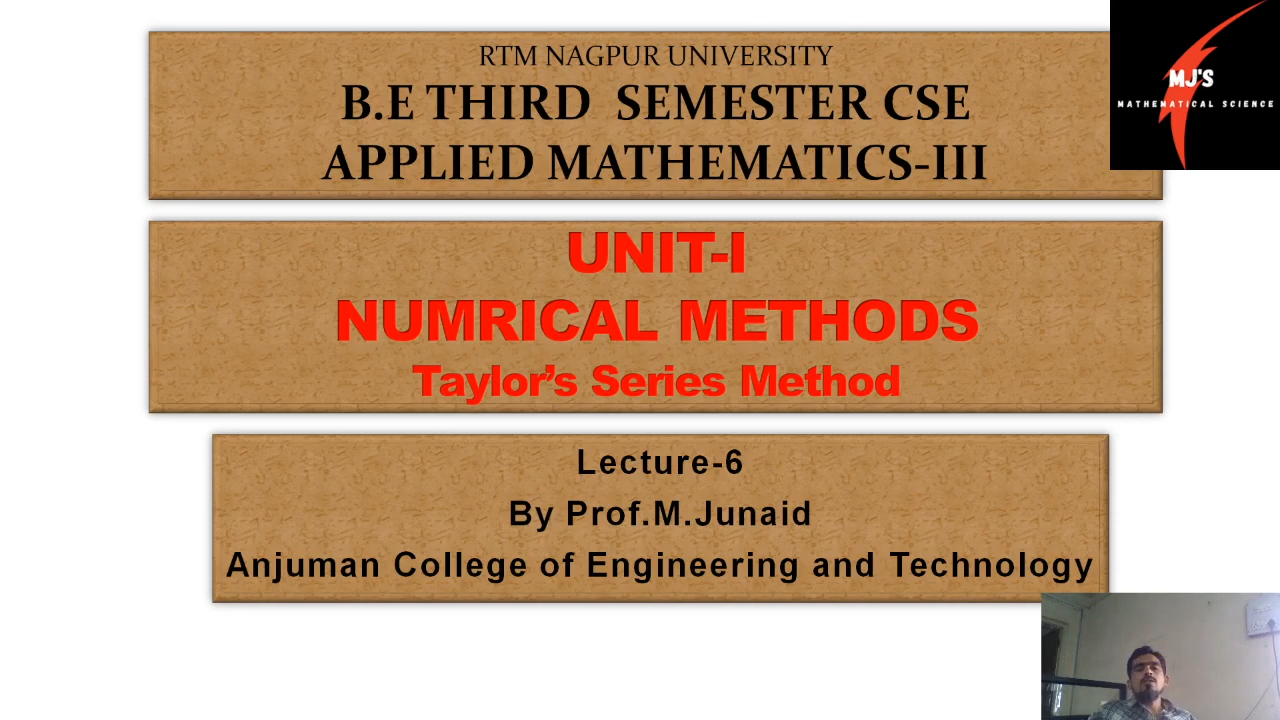 RTM NAGPUR UNIVERSITY
B.E THIRD SEMESTER CSE
APPLIED MATHEMATICS-III
MJ'S
MATHEMATICAL SCIENCE
UNIT-I
NUMRICAL METHODS
Taylor’s Series Method
Lecture-6
By Prof.M.Junaid
Anjuman College of Engineering and Technology